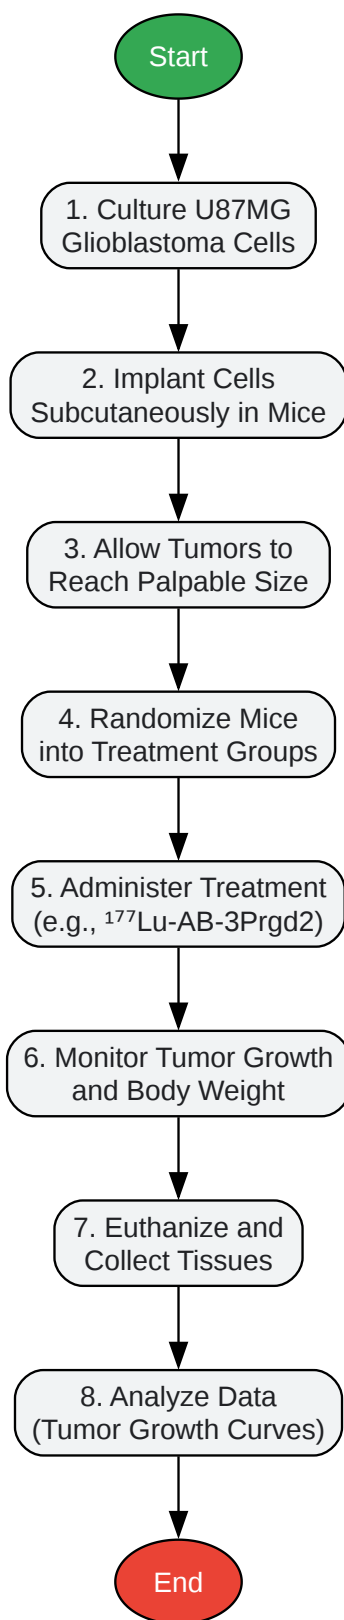 Start
1. Culture U87MG
Glioblastoma Cells
2. Implant Cells
Subcutaneously in Mice
3. Allow Tumors to
Reach Palpable Size
4. Randomize Mice
into Treatment Groups
5. Administer Treatment
(e.g., ¹⁷⁷Lu-AB-3Prgd2)
6. Monitor Tumor Growth
and Body Weight
7. Euthanize and
Collect Tissues
8. Analyze Data
(Tumor Growth Curves)
End